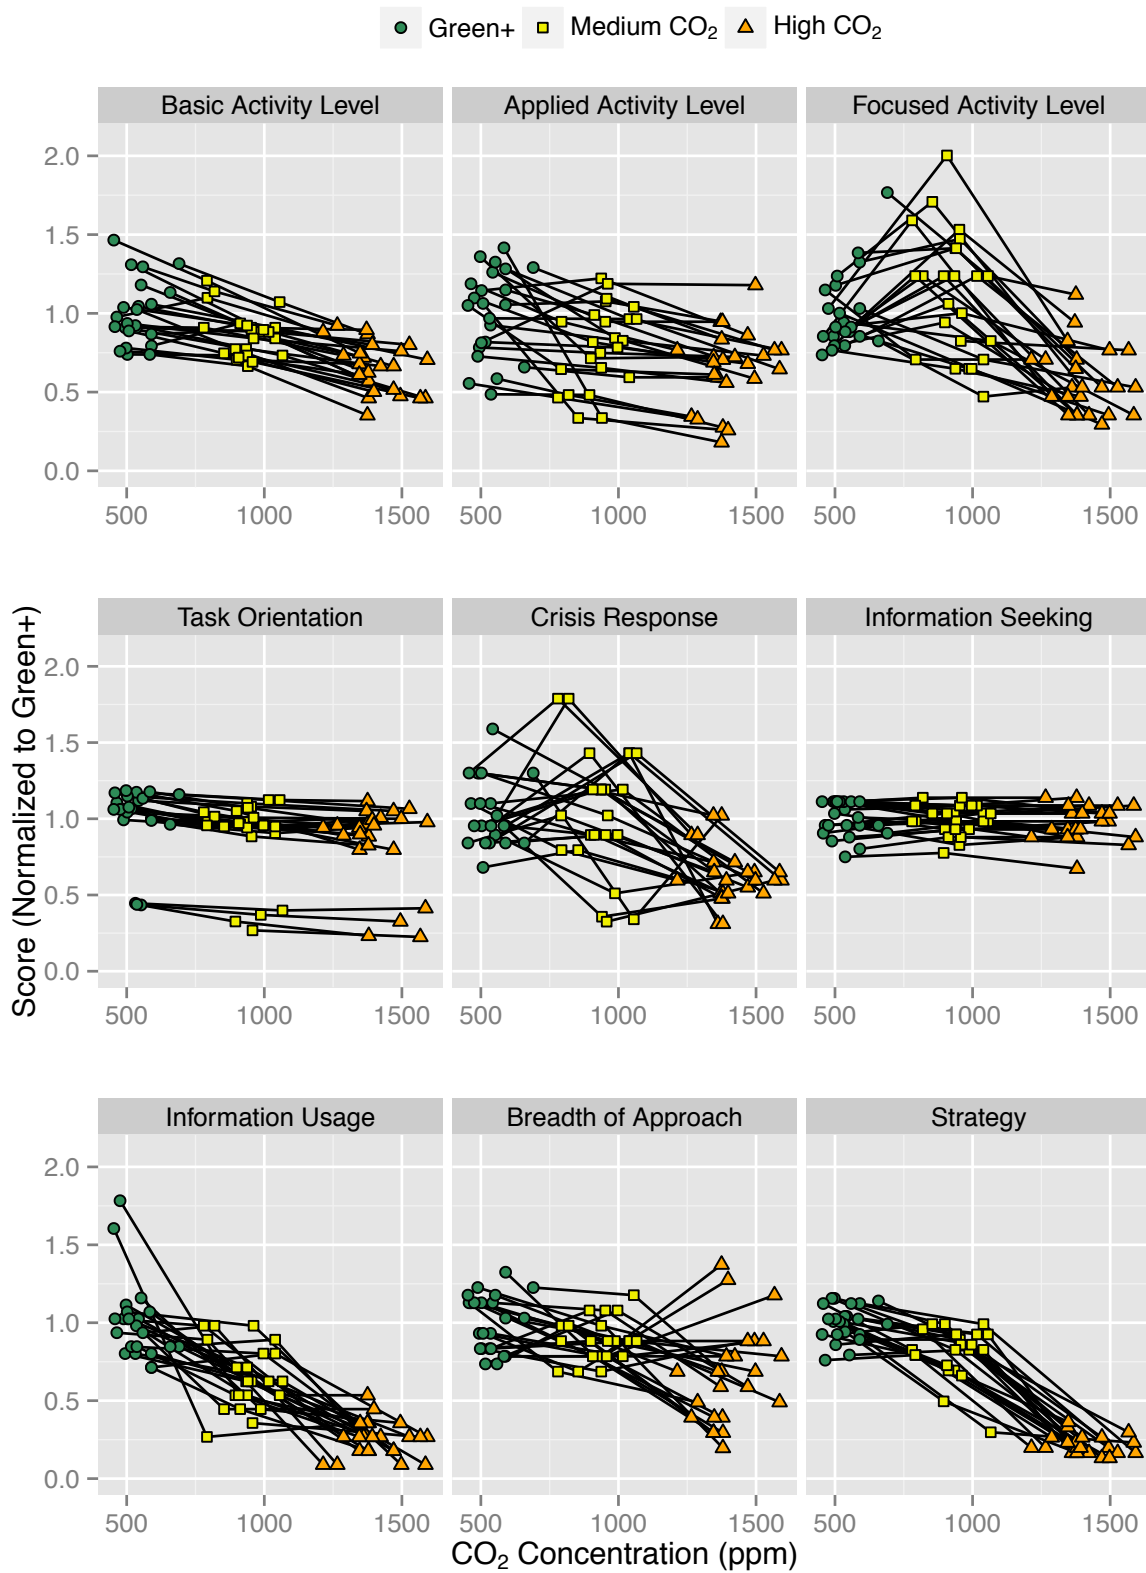 Green+ Medium CO₂ High CO₂
Basic Activity Level Applied Activity Level Focused Activity Level
2.0
1.5
1.0
0.5
0.0
500 1000 1500 500 1000 1500 500 1000 1500
Task Orientation Crisis Response Information Seeking
2.0
1.5
1.0
0.5
0.0
500 1000 1500 500 1000 1500 500 1000 1500
Score (Normalized to Green+)
Information Usage Breadth of Approach Strategy
2.0
1.5
1.0
0.5
0.0
500 1000 1500 500 1000 1500 500 1000 1500
CO₂ Concentration (ppm)